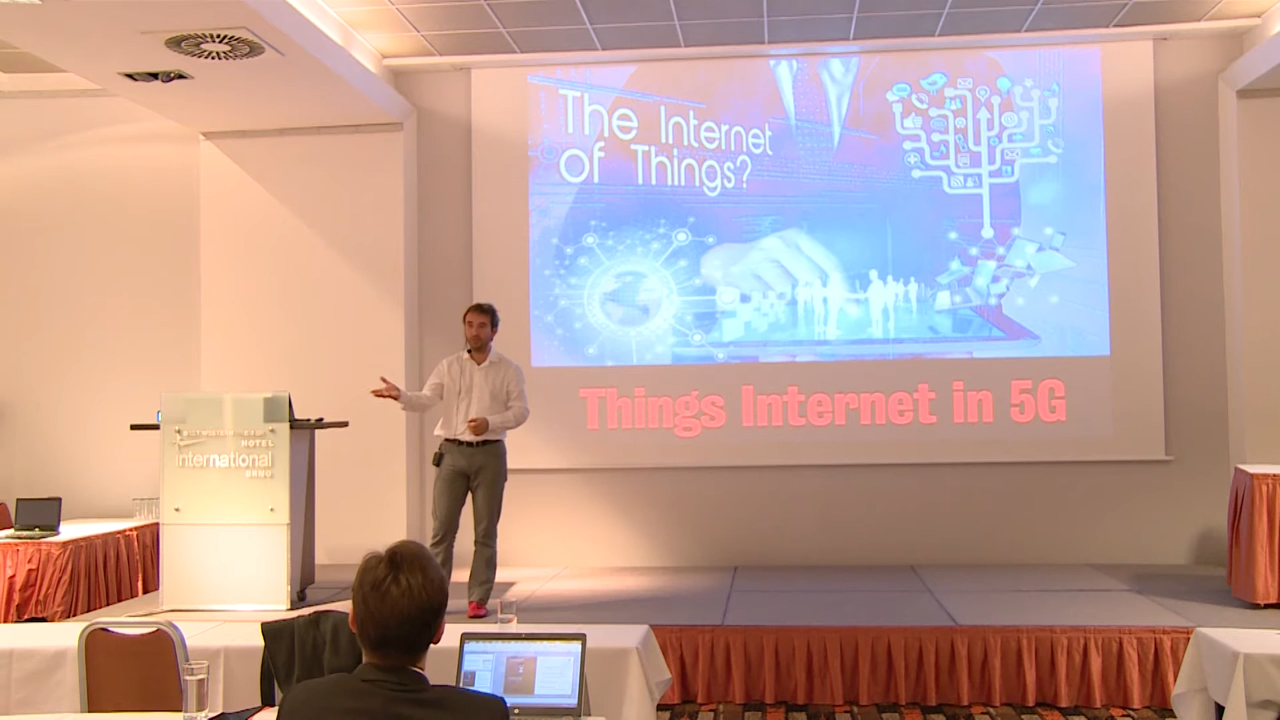 The Internet
of Things?
Things Internet in 5G
HOTEL
international
BRNO